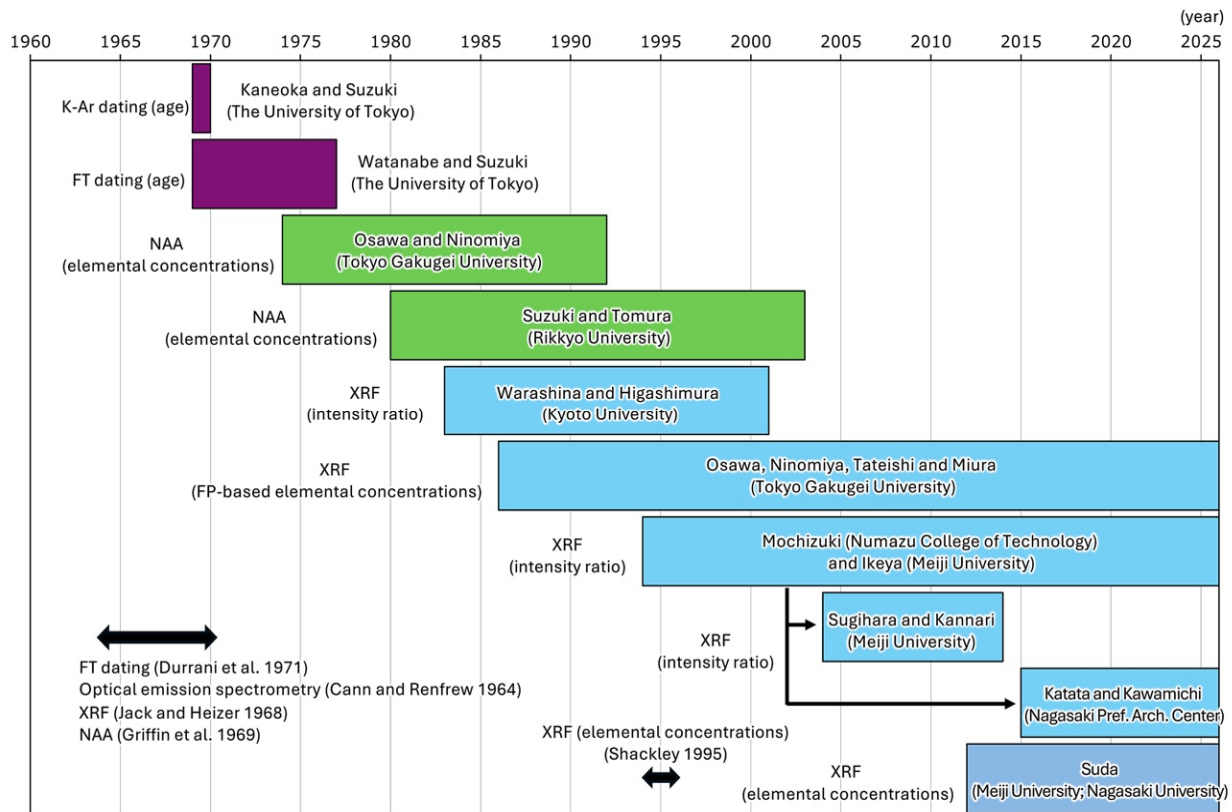 (year)
1960 1965 1970 1975 1980 1985 1990 1995 2000 2005 2010 2015 2020 2025
K-Ar dating (age)
Kaneoka and Suzuki
(The University of Tokyo)
FT dating (age)
Watanabe and Suzuki
(The University of Tokyo)
NAA
(elemental concentrations)
Osawa and Ninomiya
(Tokyo Gakugei University)
NAA
(elemental concentrations)
Suzuki and Tomura
(Rikkyo University)
XRF
(intensity ratio)
Warashina and Higashimura
(Kyoto University)
XRF
(FP-based elemental concentrations)
Osawa, Ninomiya, Tateishi and Miura
(Tokyo Gakugei University)
XRF
(intensity ratio)
Mochizuki (Numazu College of Technology)
and Ikeya (Meiji University)
XRF
(intensity ratio)
Sugihara and Kannari
(Meiji University)
Katata and Kawamichi
(Nagasaki Pref. Arch. Center)
FT dating (Durrani et al. 1971)
Optical emission spectrometry (Cann and Renfrew 1964)
XRF (Jack and Heizer 1968)
NAA (Griffin et al. 1969)
XRF (elemental concentrations)
(Shackley 1995)
XRF
(elemental concentrations)
Suda
(Meiji University; Nagasaki University)